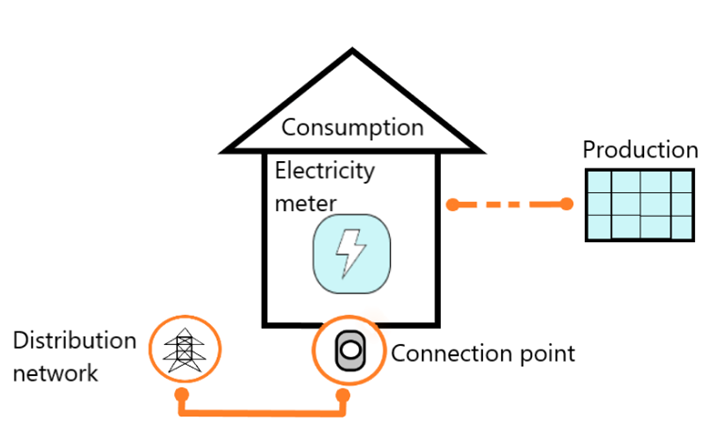 Consumption
Production
Electricity
meter
Distribution
network
Connection point